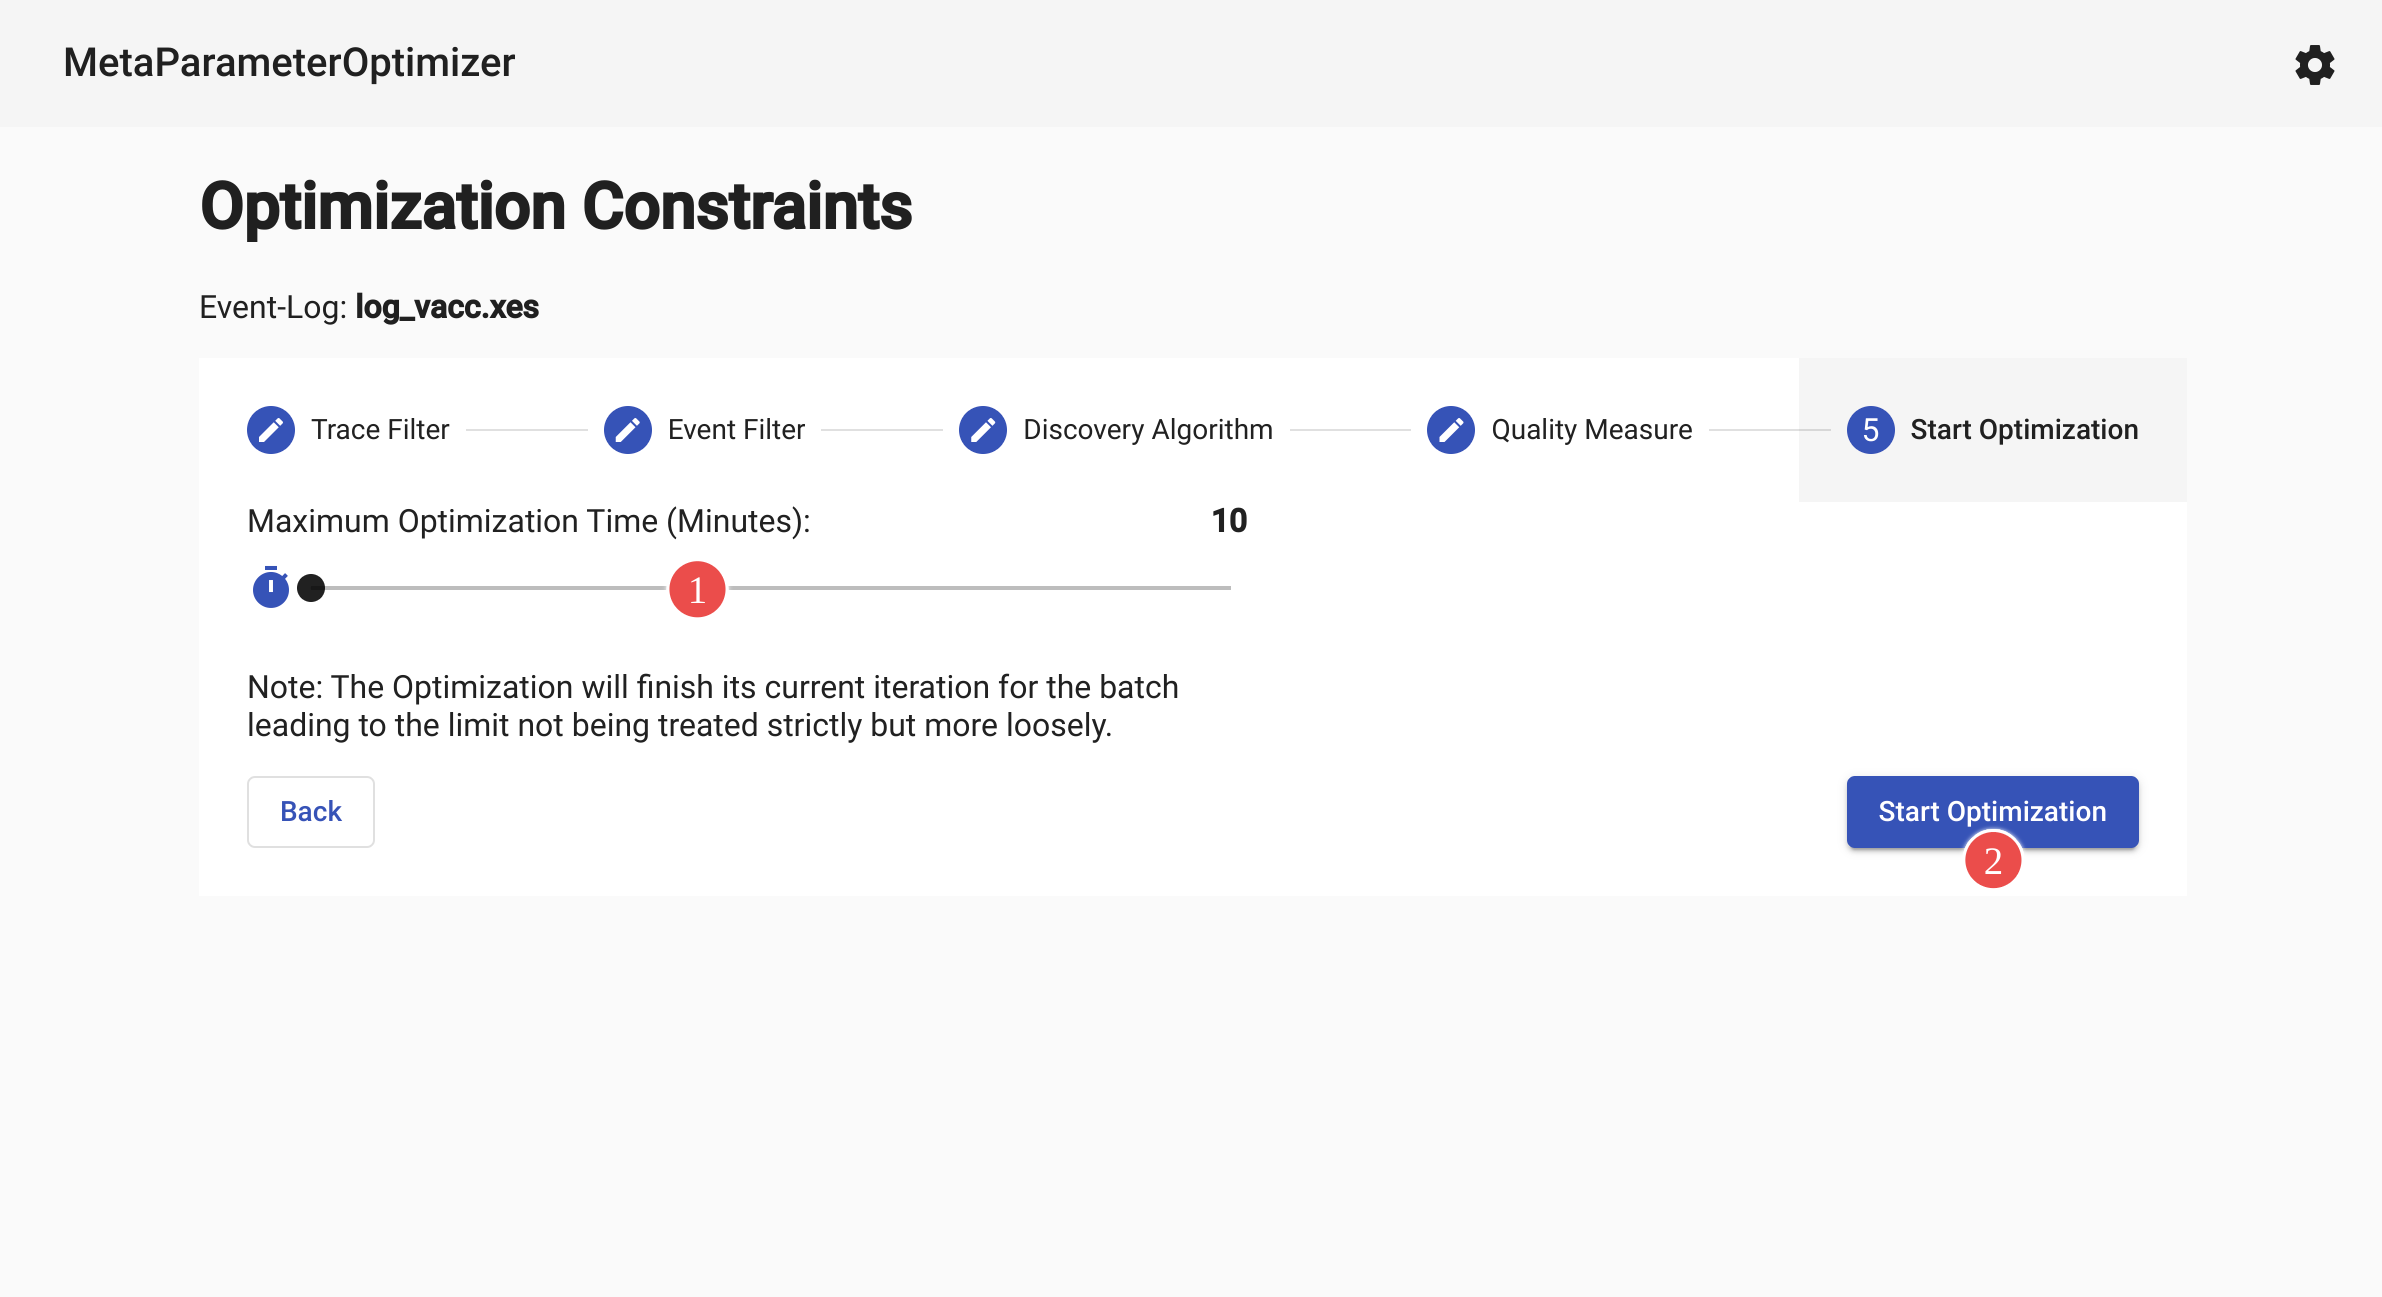 MetaParameterOptimizer
Optimization Constraints
Event-Log: log_vacc.xes
Trace Filter Event Filter Discovery Algorithm Quality Measure 5 Start Optimization
Maximum Optimization Time (Minutes): 10
1
Note: The Optimization will finish its current iteration for the batch
leading to the limit not being treated strictly but more loosely.
Back Start Optimization
2